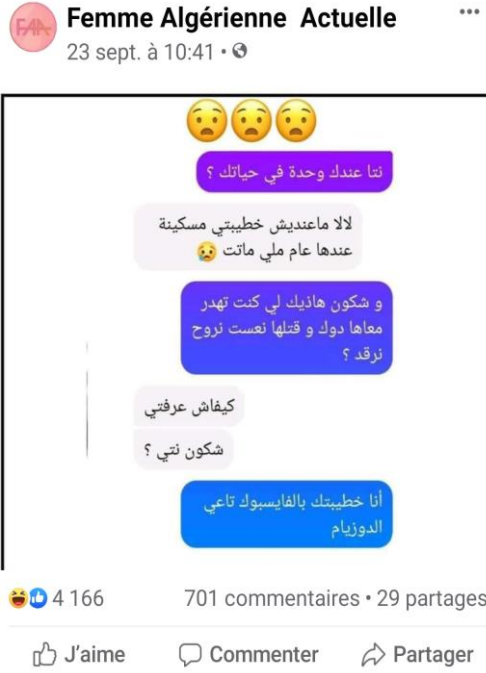 FAA
Femme Algérienne Actuelle
23 sept. à 10:41
نتا عندك وحدة في حياتك ؟
لالا ماعنديش خطيبتي مسكينة
عندها عام ملي ماتت
و شكون هاذيك لي كنت تهدر
معاها دوك و قتلها نعست نروح
نرقد ؟
كيفاش عرفتي
شكون نتي ؟
أنا خطيبتك بالفايسبوك تاعي
الدوزيام
4 166
701 commentaires • 29 partages
J'aime
Commenter
Partager